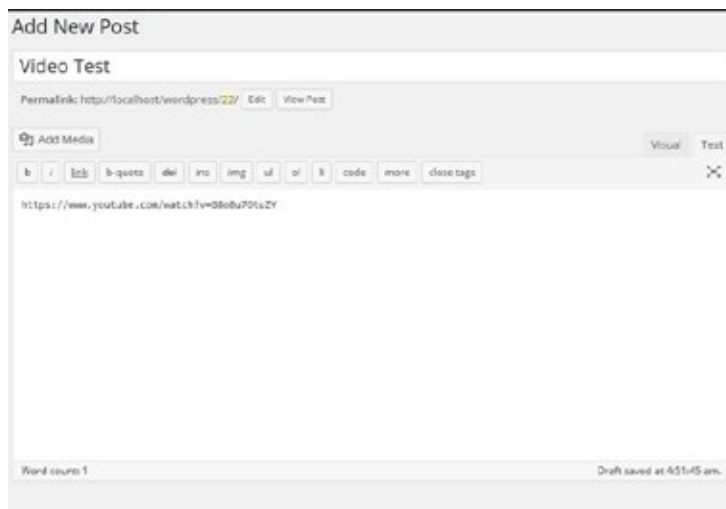 Add New Post
Video Test
Permalink: http://localhost/wordpress/22/ Edit View Post
Add Media
Visual Text
b i link b-quote del ins img ul ol li code more close tags
Word count: 1
Draft saved at 4:51:45 am.